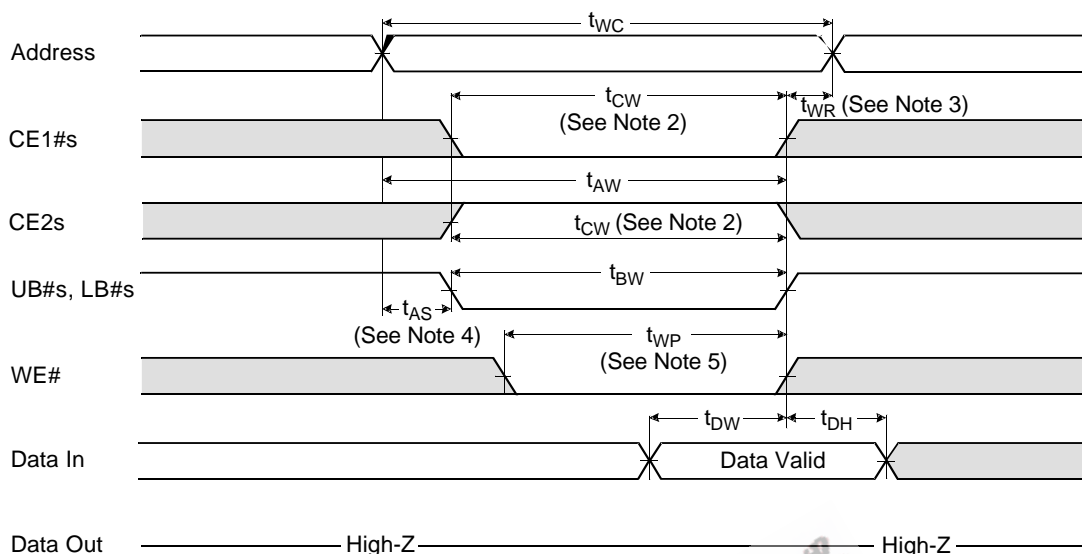 tWC
Address
tCW
(See Note 2)
tWR (See Note 3)
CE1#s
tAW
CE2s
tCW (See Note 2)
tBW
UB#s, LB#s
tAS
(See Note 4)
tWP
(See Note 5)
WE#
tDW
tDH
Data In
Data Valid
Data Out
High-Z
High-Z